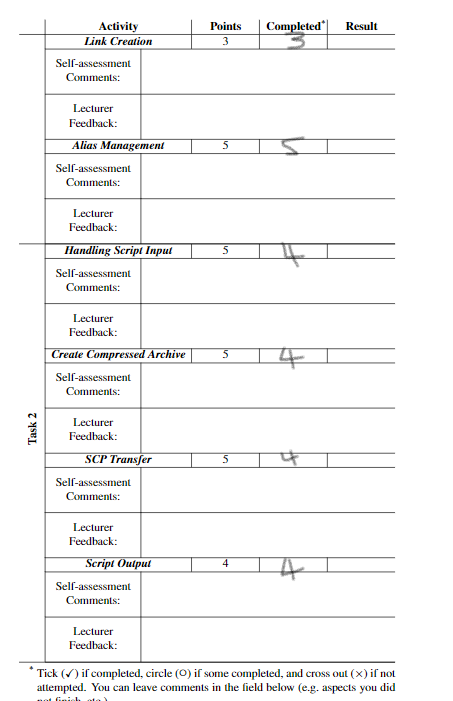 Activity Points Completed* Result
Link Creation 3 3
Self-assessment
Comments:
Lecturer
Feedback:
Alias Management 5 5
Self-assessment
Comments:
Lecturer
Feedback:
Task 2
Handling Script Input 5 4
Self-assessment
Comments:
Lecturer
Feedback:
Create Compressed Archive 5 4
Self-assessment
Comments:
Lecturer
Feedback:
SCP Transfer 5 4
Self-assessment
Comments:
Lecturer
Feedback:
Script Output 4 4
Self-assessment
Comments:
Lecturer
Feedback:
* Tick (✓) if completed, circle (O) if some completed, and cross out (×) if not
attempted. You can leave comments in the field below (e.g. aspects you did
not finish, etc.)